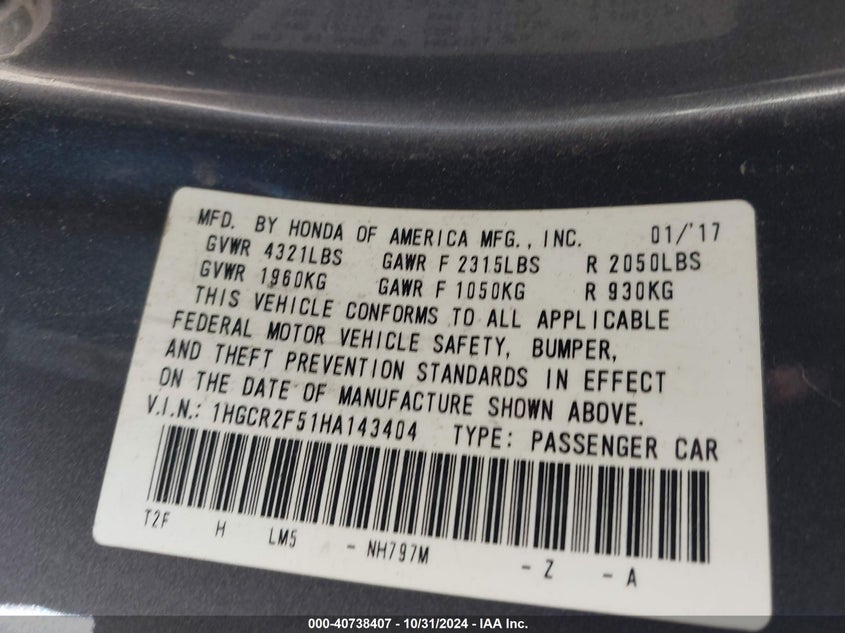 MFD. BY HONDA OF AMERICA MFG., INC. 01/'17
GVWR 4321LBS GAWR F 2315LBS R 2050LBS
GVWR 1960KG GAWR F 1050KG R 930KG
THIS VEHICLE CONFORMS TO ALL APPLICABLE
FEDERAL MOTOR VEHICLE SAFETY, BUMPER,
AND THEFT PREVENTION STANDARDS IN EFFECT
ON THE DATE OF MANUFACTURE SHOWN ABOVE.
V.I.N.: 1HGCR2F51HA143404 TYPE: PASSENGER CAR
T2F H LM5 - NH797M - Z - A
000-40738407 - 10/31/2024 - IAA Inc.